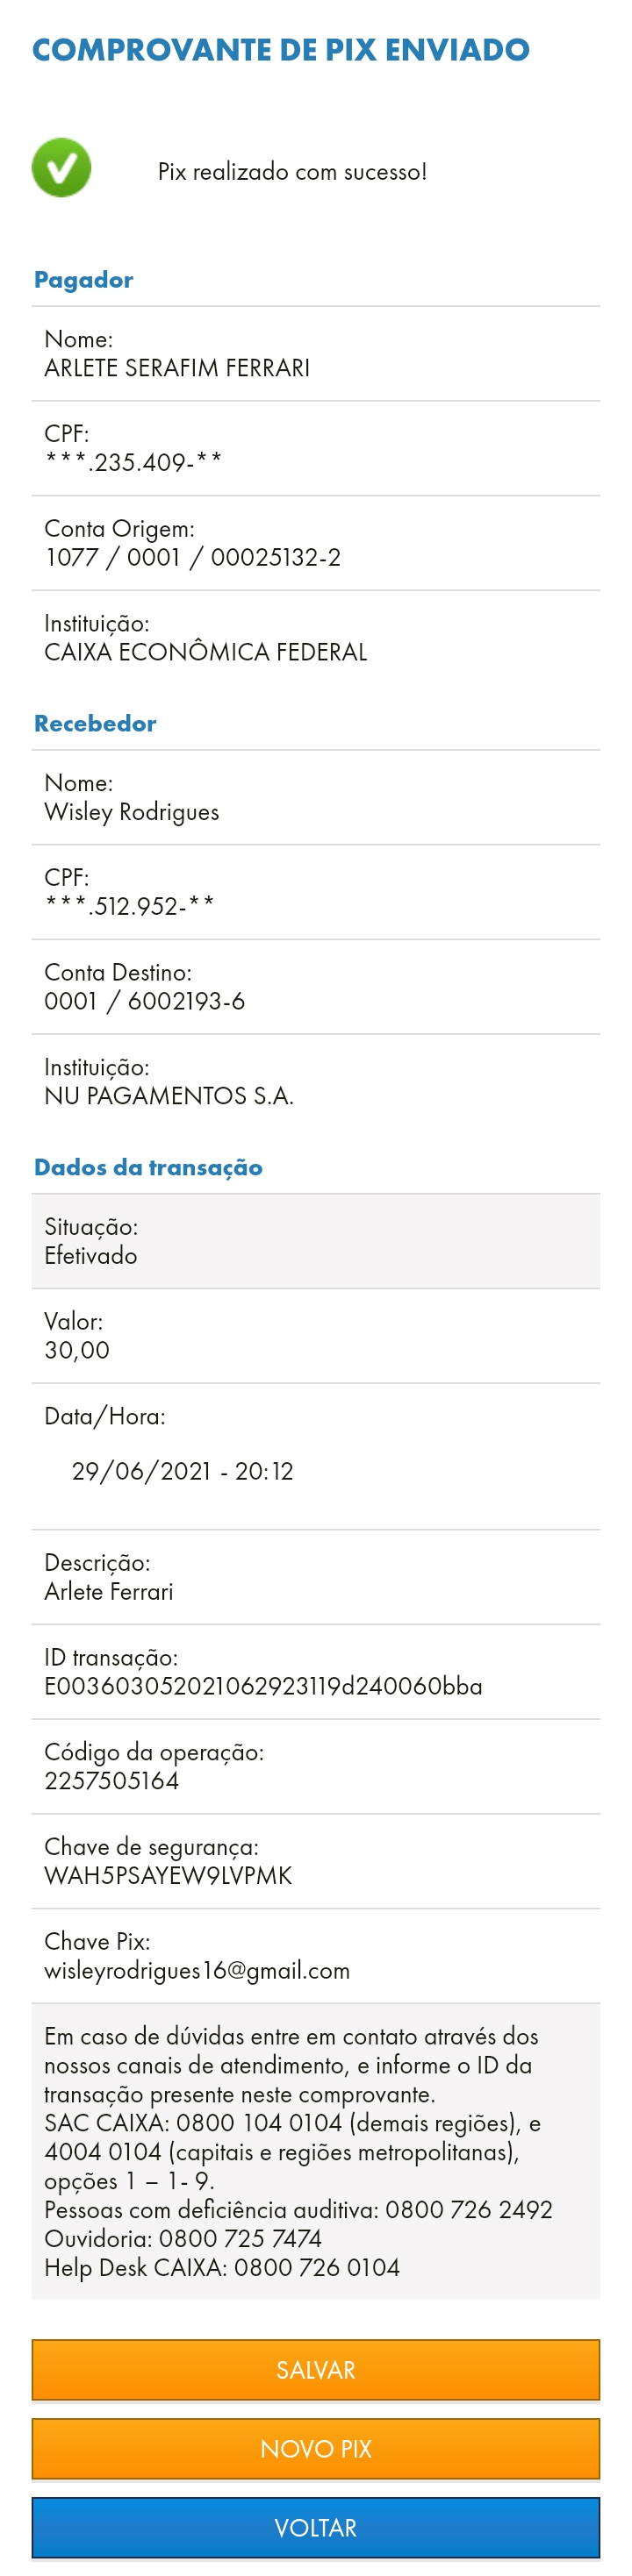 COMPROVANTE DE PIX ENVIADO
Pix realizado com sucesso!
Pagador
Nome:
ARLETE SERAFIM FERRARI
CPF:
***.235.409-**
Conta Origem:
1077 / 0001 / 00025132-2
Instituição:
CAIXA ECONÔMICA FEDERAL
Recebedor
Nome:
Wisley Rodrigues
CPF:
***.512.952-**
Conta Destino:
0001 / 6002193-6
Instituição:
NU PAGAMENTOS S.A.
Dados da transação
Situação:
Efetivado
Valor:
30,00
Data/Hora:
29/06/2021 - 20:12
Descrição:
Arlete Ferrari
ID transação:
E003603052021062923119d240060bba
Código da operação:
2257505164
Chave de segurança:
WAH5PSAYEW9LVPMK
Chave Pix:
wisleyrodrigues16@gmail.com
Em caso de dúvidas entre em contato através dos
nossos canais de atendimento, e informe o ID da
transação presente neste comprovante.
SAC CAIXA: 0800 104 0104 (demais regiões), e
4004 0104 (capitais e regiões metropolitanas),
opções 1 – 1- 9.
Pessoas com deficiência auditiva: 0800 726 2492
Ouvidoria: 0800 725 7474
Help Desk CAIXA: 0800 726 0104
SALVAR
NOVO PIX
VOLTAR